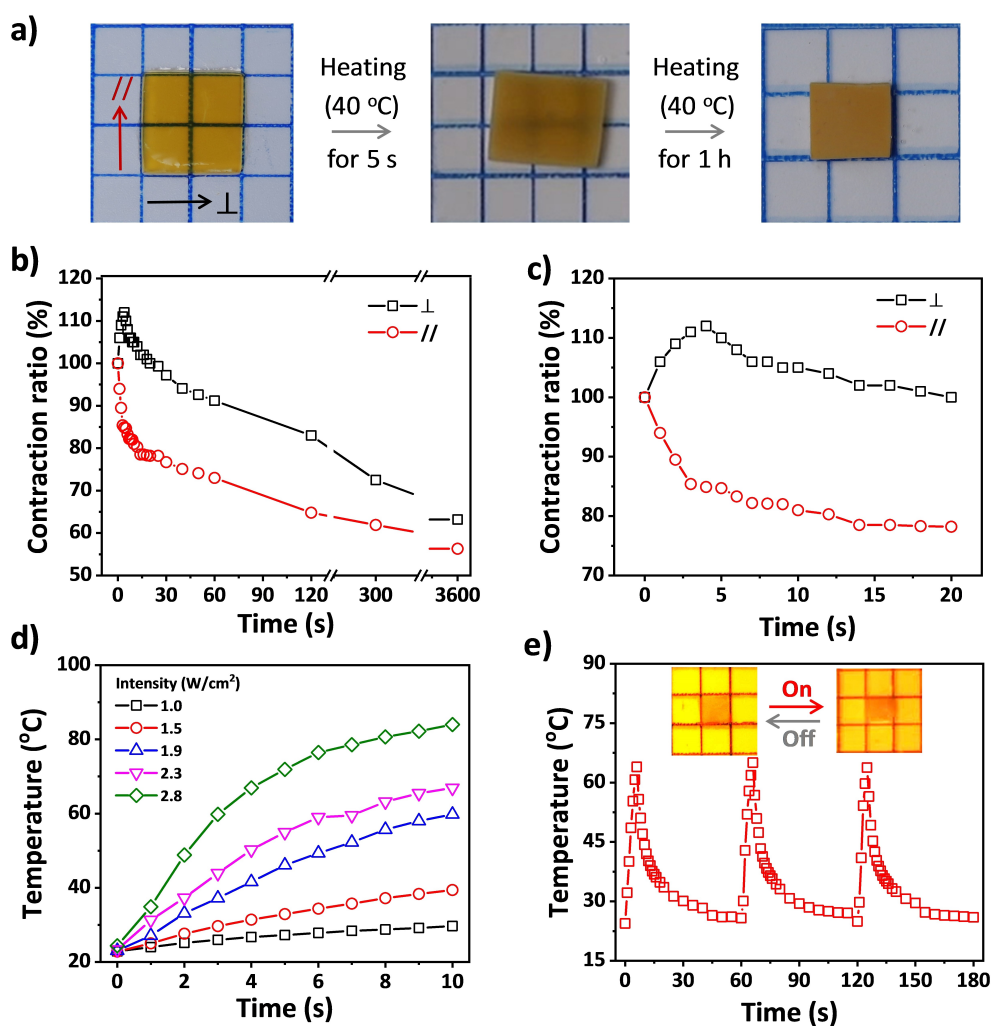 a)
//
⊥
Heating
(40 °C)
for 5 s
Heating
(40 °C)
for 1 h
b)
120
110
100
90
80
70
60
50
0 30 60 90 120 300 3600
Contraction ratio (%)
Time (s)
⊥
//
c)
120
110
100
90
80
70
0 5 10 15 20
Contraction ratio (%)
Time (s)
⊥
//
d)
100
80
60
40
20
0 2 4 6 8 10
Temperature (°C)
Time (s)
Intensity (W/cm²)
1.0
1.5
1.9
2.3
2.8
e)
90
75
60
45
30
15
0 30 60 90 120 150 180
Temperature (°C)
Time (s)
On
Off